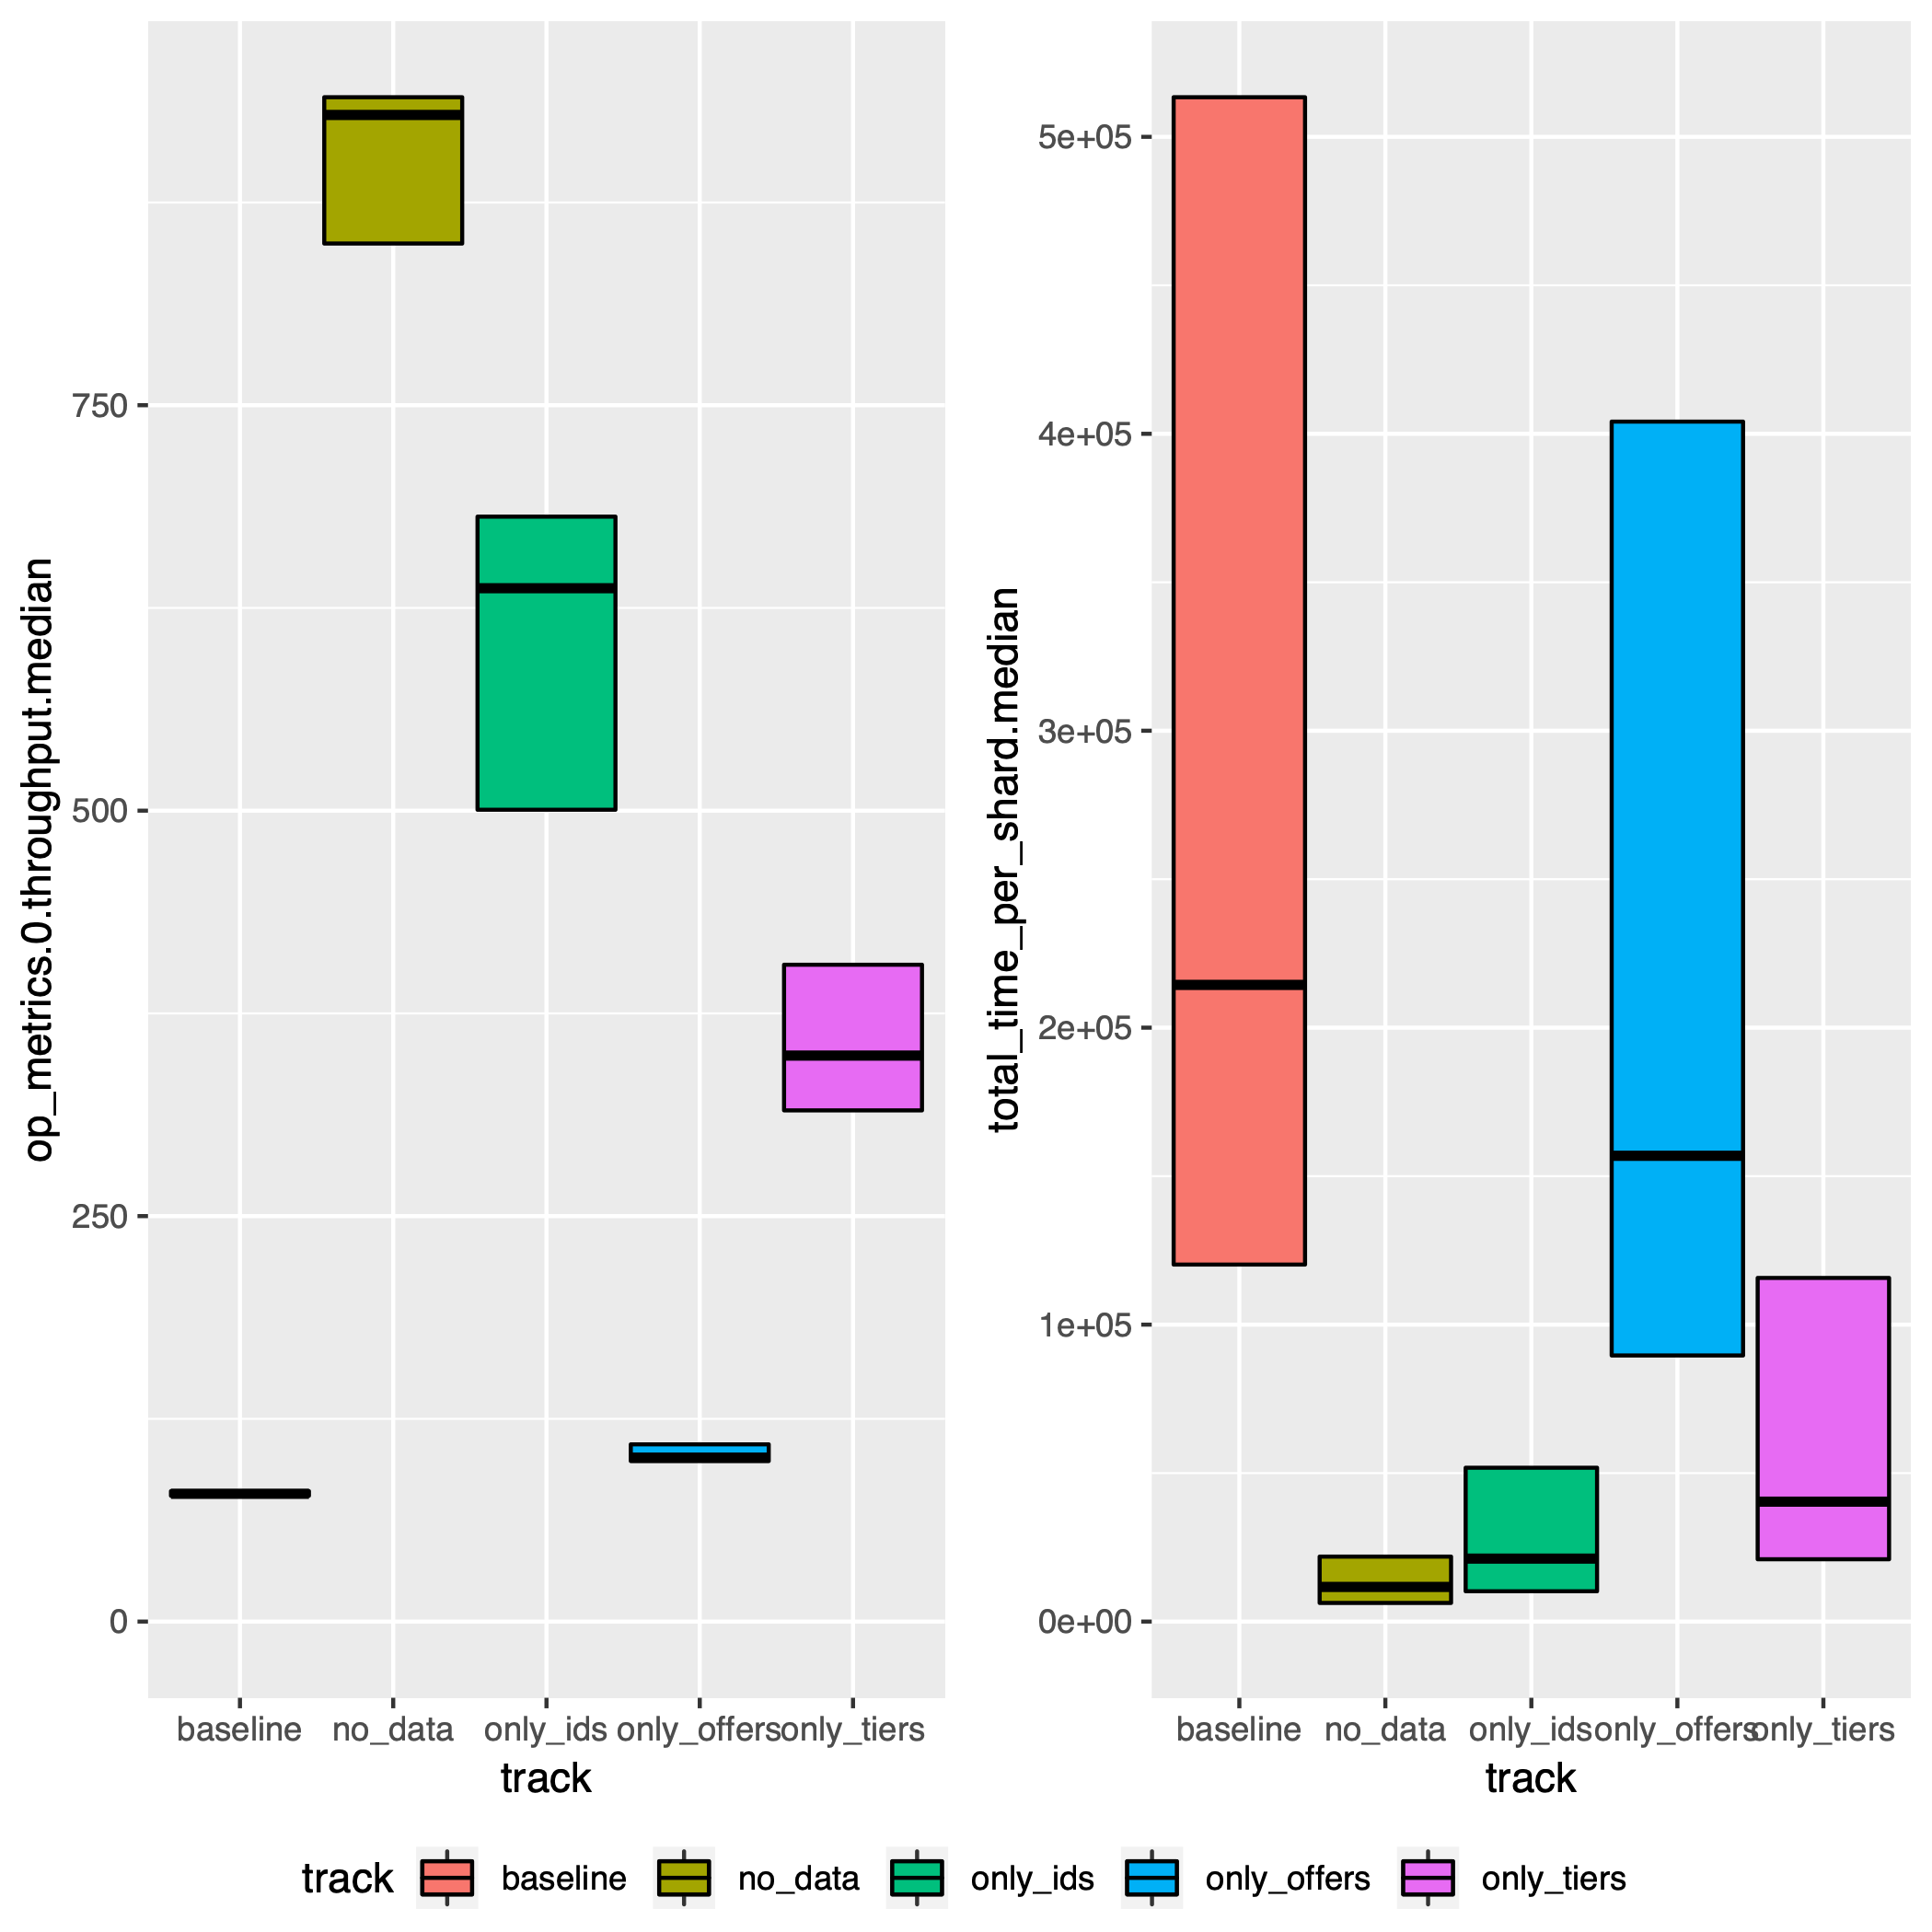 op_metrics.0.throughput.median
750
500
250
0
baseline no_data only_ids only_offers only_tiers
track
total_time_per_shard.median
5e+05
4e+05
3e+05
2e+05
1e+05
0e+00
baseline no_data only_ids only_offers only_tiers
track
track baseline no_data only_ids only_offers only_tiers